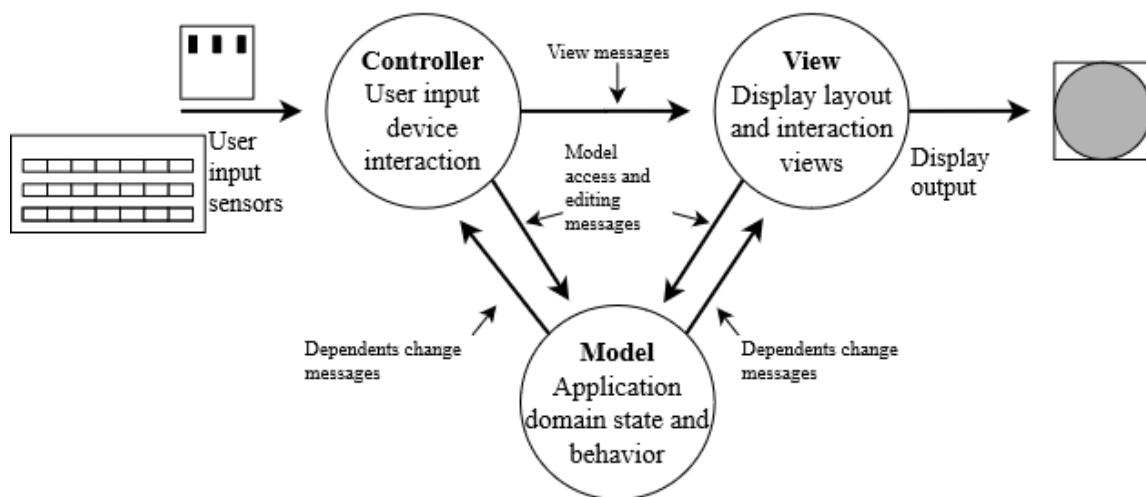 Controller
User input
device
interaction
View messages
View
Display layout
and interaction
views
User
input
sensors
Model
access and
editing
messages
Display
output
Dependents change
messages
Model
Application
domain state and
behavior
Dependents change
messages